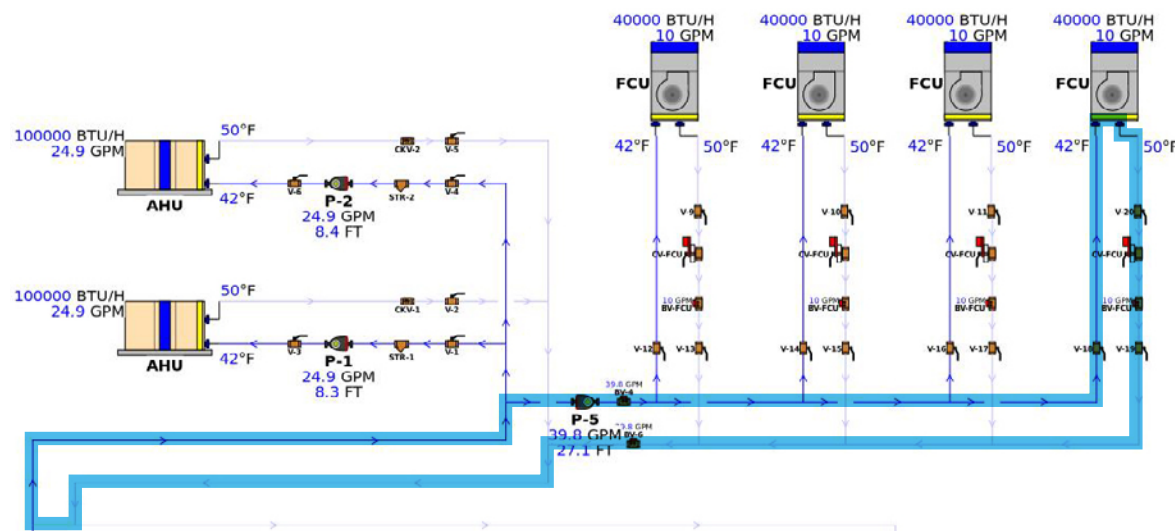 40000 BTU/H
10 GPM
40000 BTU/H
10 GPM
40000 BTU/H
10 GPM
40000 BTU/H
10 GPM
FCU
FCU
FCU
FCU
42°F
50°F
42°F
50°F
42°F
50°F
42°F
50°F
100000 BTU/H
24.9 GPM
50°F
CKV-2
V-5
42°F
AHU
V-6
P-2
STR-2
V-4
24.9 GPM
8.4 FT
V-9
V-10
V-11
V-20
CV-FCU
CV-FCU
CV-FCU
CV-FCU
100000 BTU/H
24.9 GPM
50°F
CKV-1
V-2
10 GPM
BV-FCU
10 GPM
BV-FCU
10 GPM
BV-FCU
10 GPM
BV-FCU
42°F
AHU
V-3
P-1
STR-1
V-1
24.9 GPM
8.3 FT
V-12
V-13
V-14
V-15
V-16
V-17
V-18
V-19
39.8 GPM
BV-4
P-5
39.8 GPM
27.1 FT
BV-6